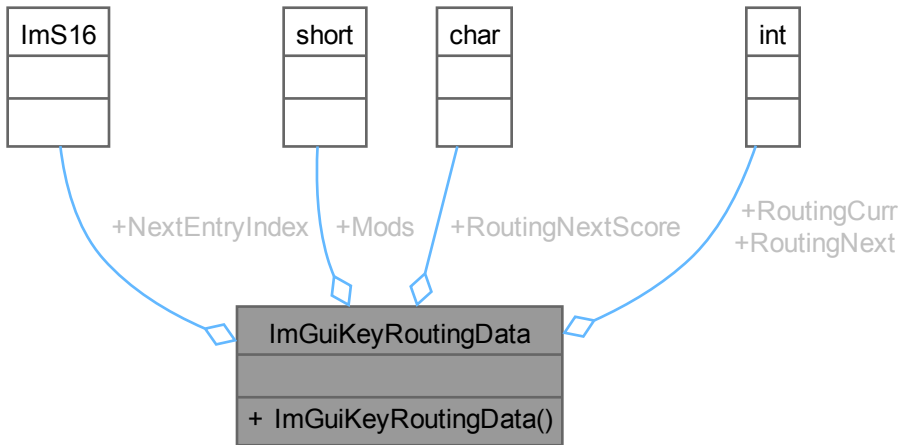 ImS16
short
char
int
+NextEntryIndex
+Mods
+RoutingNextScore
+RoutingCurr
+RoutingNext
ImGuiKeyRoutingData
+ ImGuiKeyRoutingData()